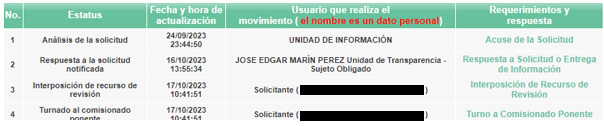 No. Estatus Fecha y hora de actualización Usuario que realiza el movimiento ( el nombre es un dato personal) Requerimientos y respuesta
1 Análisis de la solicitud 24/09/2023 23:44:50 UNIDAD DE INFORMACIÓN Acuse de la Solicitud
2 Respuesta a la solicitud notificada 16/10/2023 13:55:34 JOSE EDGAR MARÍN PEREZ Unidad de Transparencia - Sujeto Obligado Respuesta a Solicitud o Entrega de Información
3 Interposición de recurso de revisión 17/10/2023 10:41:51 Solicitante ( ) Interposición de Recurso de Revisión
4 Turnado al comisionado ponente 17/10/2023 10:41:51 Solicitante ( ) Turno a Comisionado Ponente